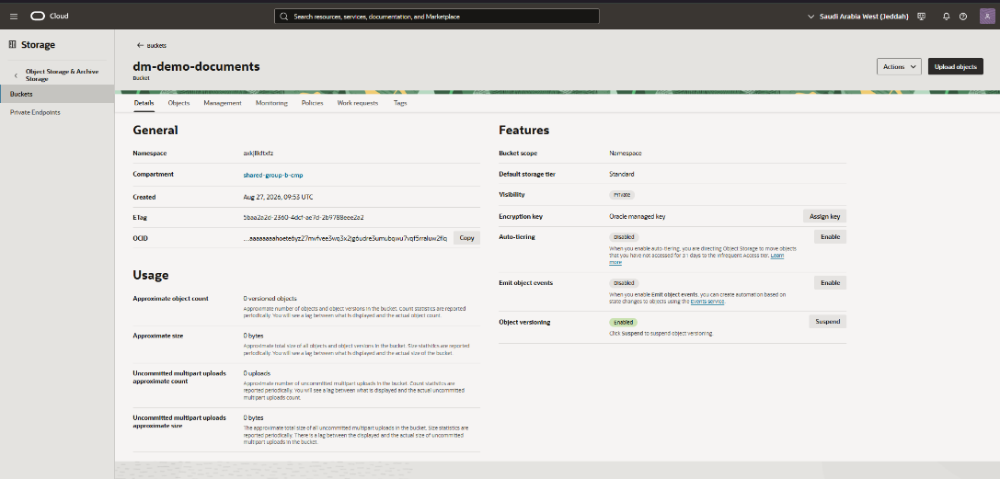 Cloud
Search resources, services, documentation, and Marketplace
Saudi Arabia West (Jeddah)
Storage
Object Storage & Archive
Storage
Buckets
Private Endpoints
Buckets
dm-demo-documents
Bucket
Actions
Upload objects
Details
Objects
Management
Monitoring
Policies
Work requests
Tags
General
Namespace
Compartment
shared-group-b-cmp
Created
Aug 27, 2026, 09:53 UTC
ETag
5baa2a2d-2360-4dcf-ae7d-2b9788eee2a2
OCID
Copy
Usage
Approximate object count
0 versioned objects
Approximate number of objects and object versions in the bucket. Count statistics are reported
periodically. You will see a lag between what is displayed and the actual object count.
Approximate size
0 bytes
Approximate total size of all objects and object versions in the bucket. Size statistics are reported
periodically. You will see a lag between what is displayed and the actual size of the bucket.
Uncommitted multipart uploads
approximate count
0 uploads
Approximate number of uncommitted multipart uploads in the bucket. Count statistics are
reported periodically. You will see a lag between what is displayed and the actual uncommitted
multipart uploads count.
Uncommitted multipart uploads
approximate size
0 bytes
The approximate total size of all uncommitted multipart uploads in the bucket. Size statistics are
reported periodically. There is a lag between the displayed and the actual size of uncommitted
multipart uploads in the bucket.
Features
Bucket scope
Namespace
Default storage tier
Standard
Visibility
Private
Encryption key
Oracle managed key
Assign key
Auto-tiering
Disabled
Enable
When you enable auto-tiering, you are directing Object Storage to move objects
that you have not accessed for 31 days to the Infrequent Access tier. Learn
more
Emit object events
Disabled
Enable
When you enable Emit object events, you can create automation based on
state changes to objects using the Events service.
Object versioning
Enabled
Suspend
Click Suspend to suspend object versioning.